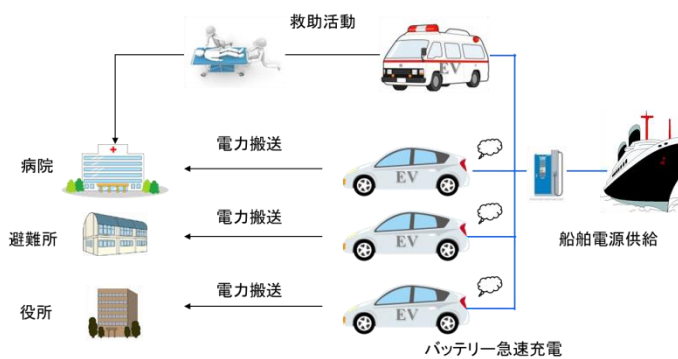 救助活動
EV
病院
電力搬送
EV
避難所
電力搬送
EV
船舶電源供給
役所
電力搬送
EV
バッテリー急速充電